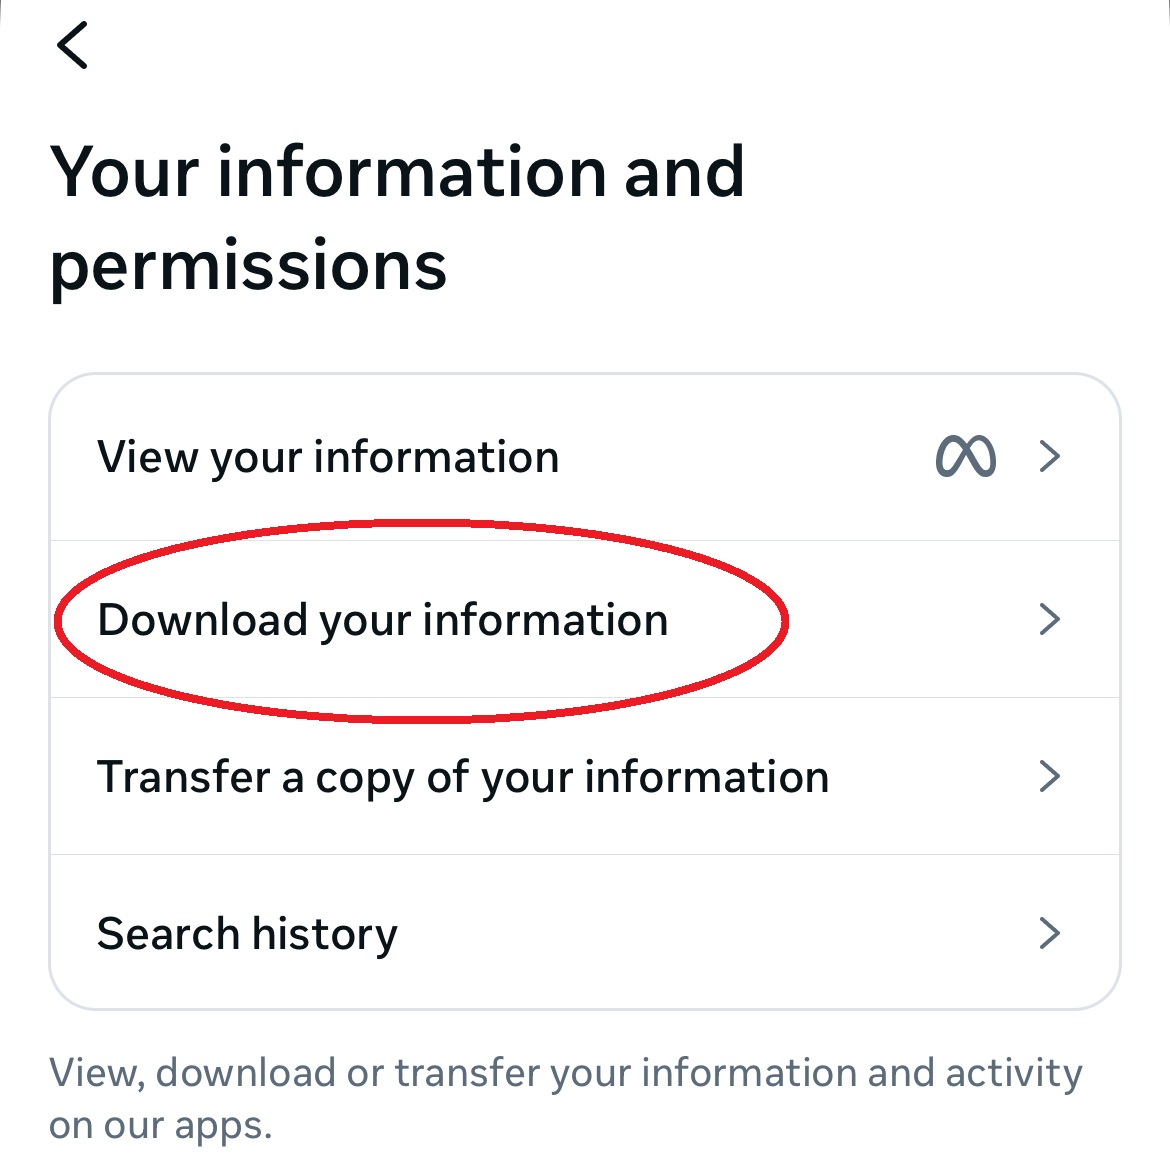 Your information and
permissions
View your information
Download your information
Transfer a copy of your information
Search history
View, download or transfer your information and activity
on our apps.